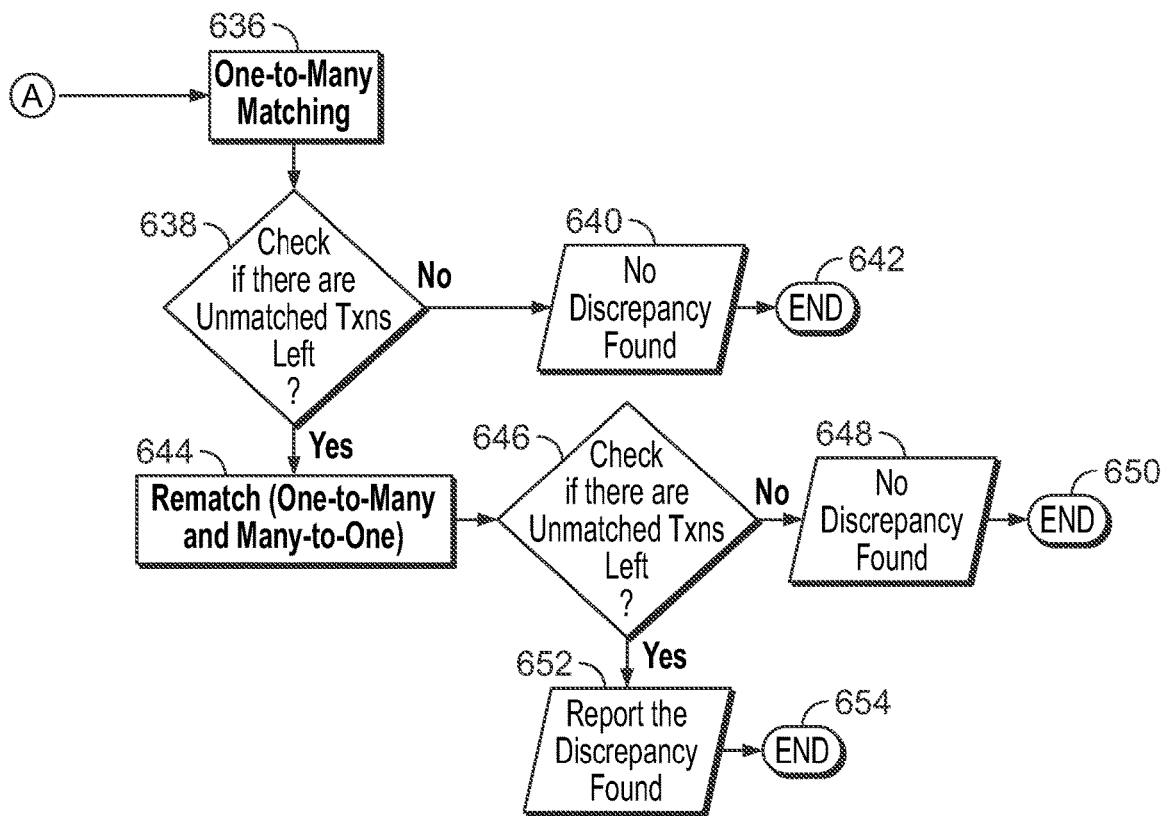 636
A
One-to-Many
Matching
638
Check
if there are
Unmatched Txns
Left
?
No
640
No
Discrepancy
Found
642
END
Yes
644
Rematch (One-to-Many
and Many-to-One)
646
Check
if there are
Unmatched Txns
Left
?
No
648
No
Discrepancy
Found
650
END
Yes
652
Report the
Discrepancy
Found
654
END